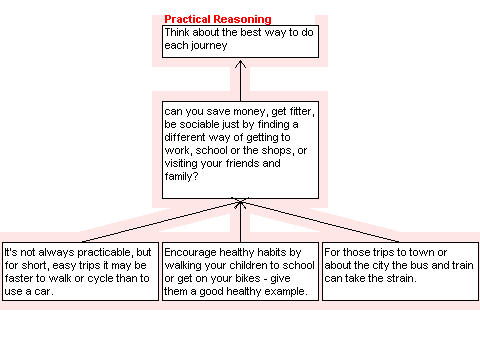 Practical Reasoning
Think about the best way to do
each journey
can you save money, get fitter,
be sociable just by finding a
different way of getting to
work, school or the shops, or
visiting your friends and
family?
It's not always practicable, but
for short, easy trips it may be
faster to walk or cycle than to
use a car.
Encourage healthy habits by
walking your children to school
or get on your bikes - give
them a good healthy example.
For those trips to town or
about the city the bus and train
can take the strain.